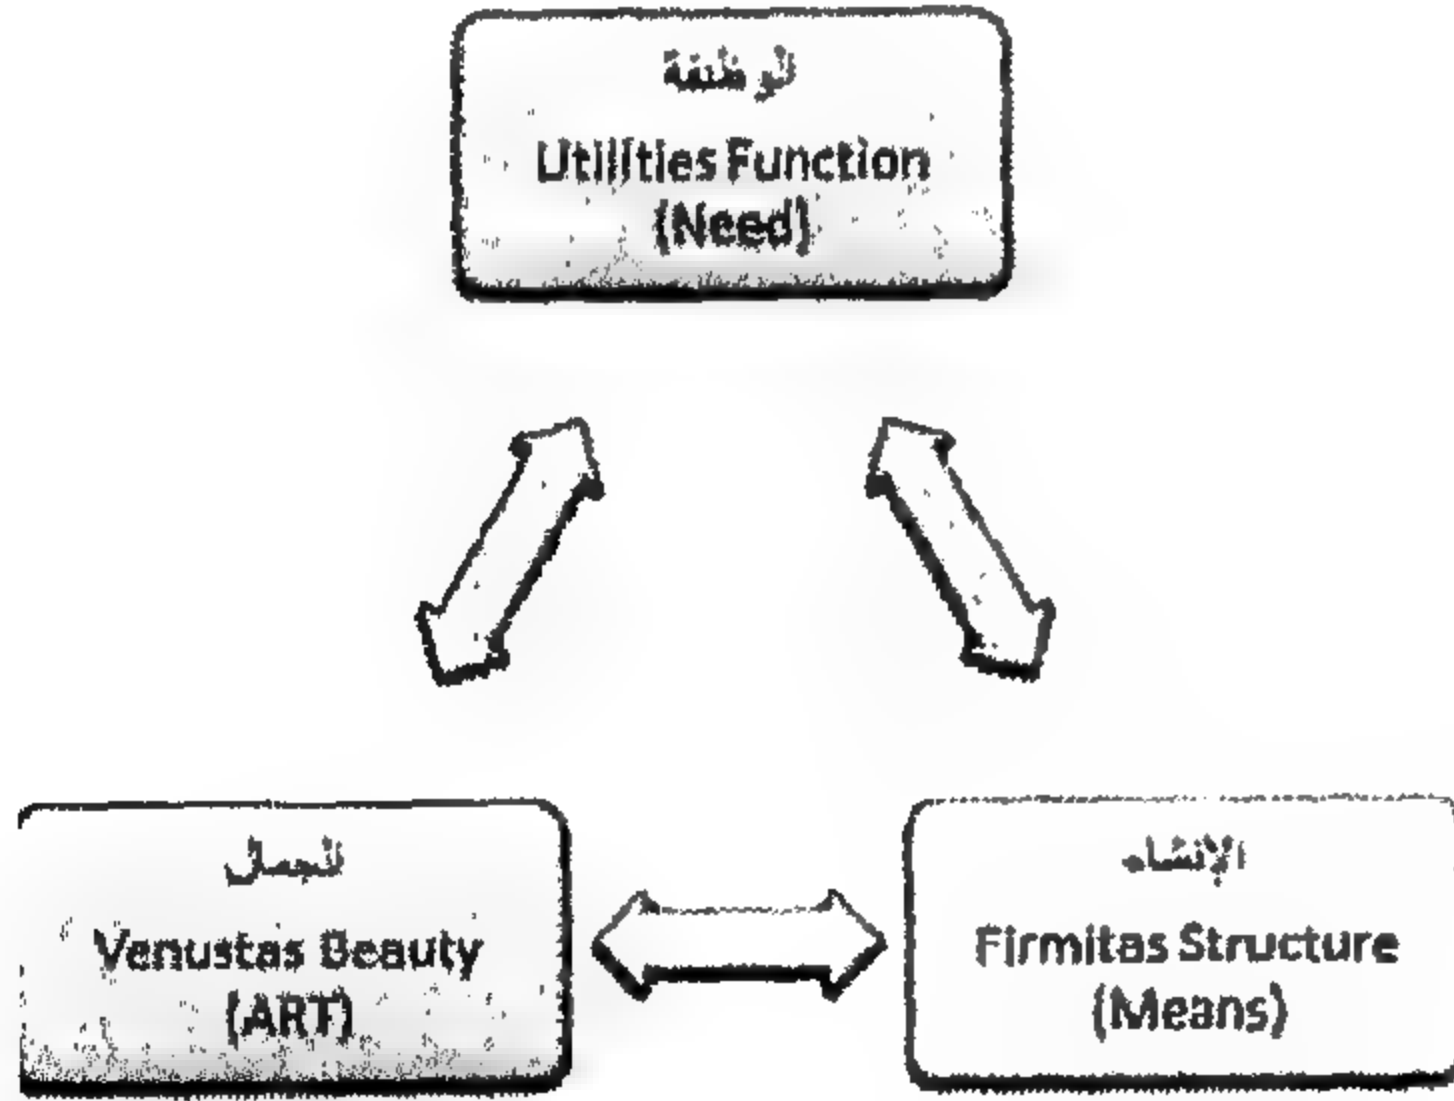 الوظيفة
Utilities Function
(Need)
الجمال
Venustas Beauty
(ART)
الإنشاء
Firmitas Structure
(Means)